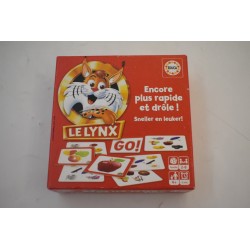 Encore
plus rapide
et drôle !
Sneller en leuker!
LE LYNX
GO!